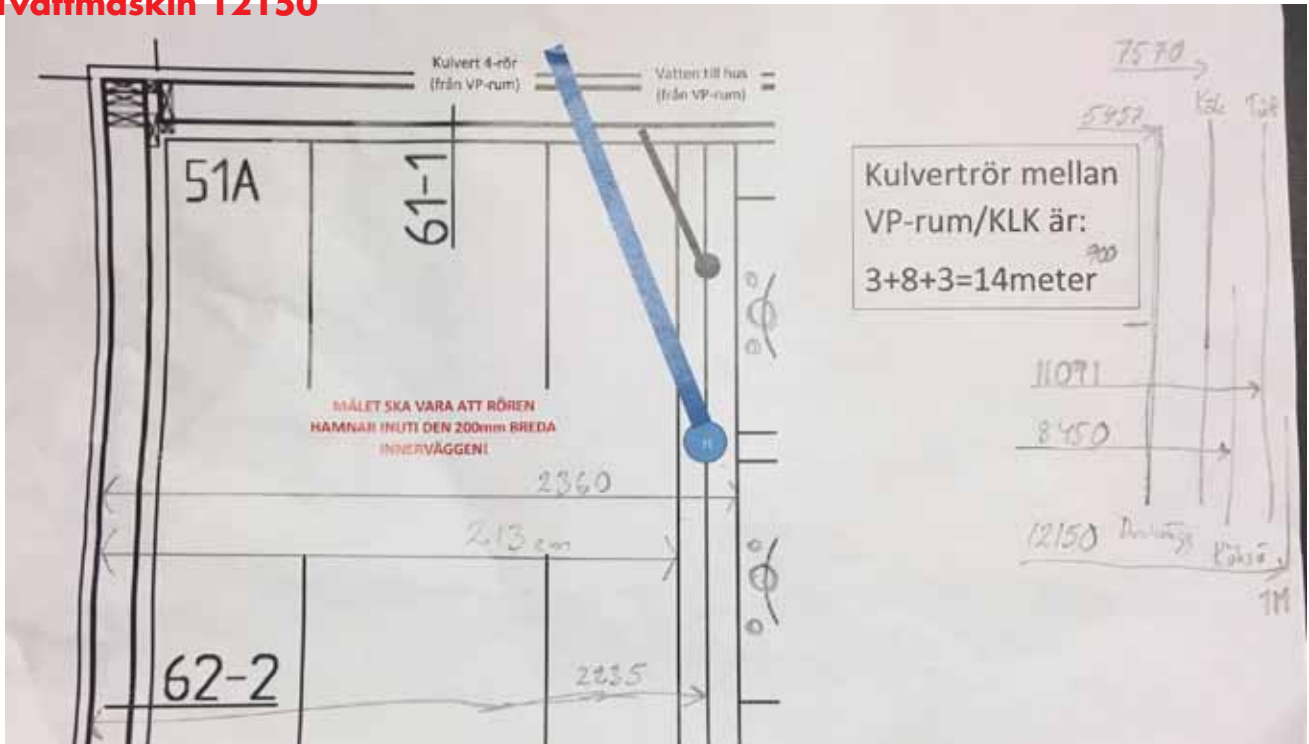 Tvättmaskin 12150
Kulvert 4-rör
(från VP-rum)
Vatten till hus
(från VP-rum)
7570
51A
61-1
Kulvertrör mellan
VP-rum/KLK är:
900
3+8+3=14meter
MÅLET SKA VARA ATT RÖREN
HAMNAR INUTI DEN 200mm BREDA
INNERVÄGGEN!
11091
8450
2360
213 cm
12150
1M
62-2
2235